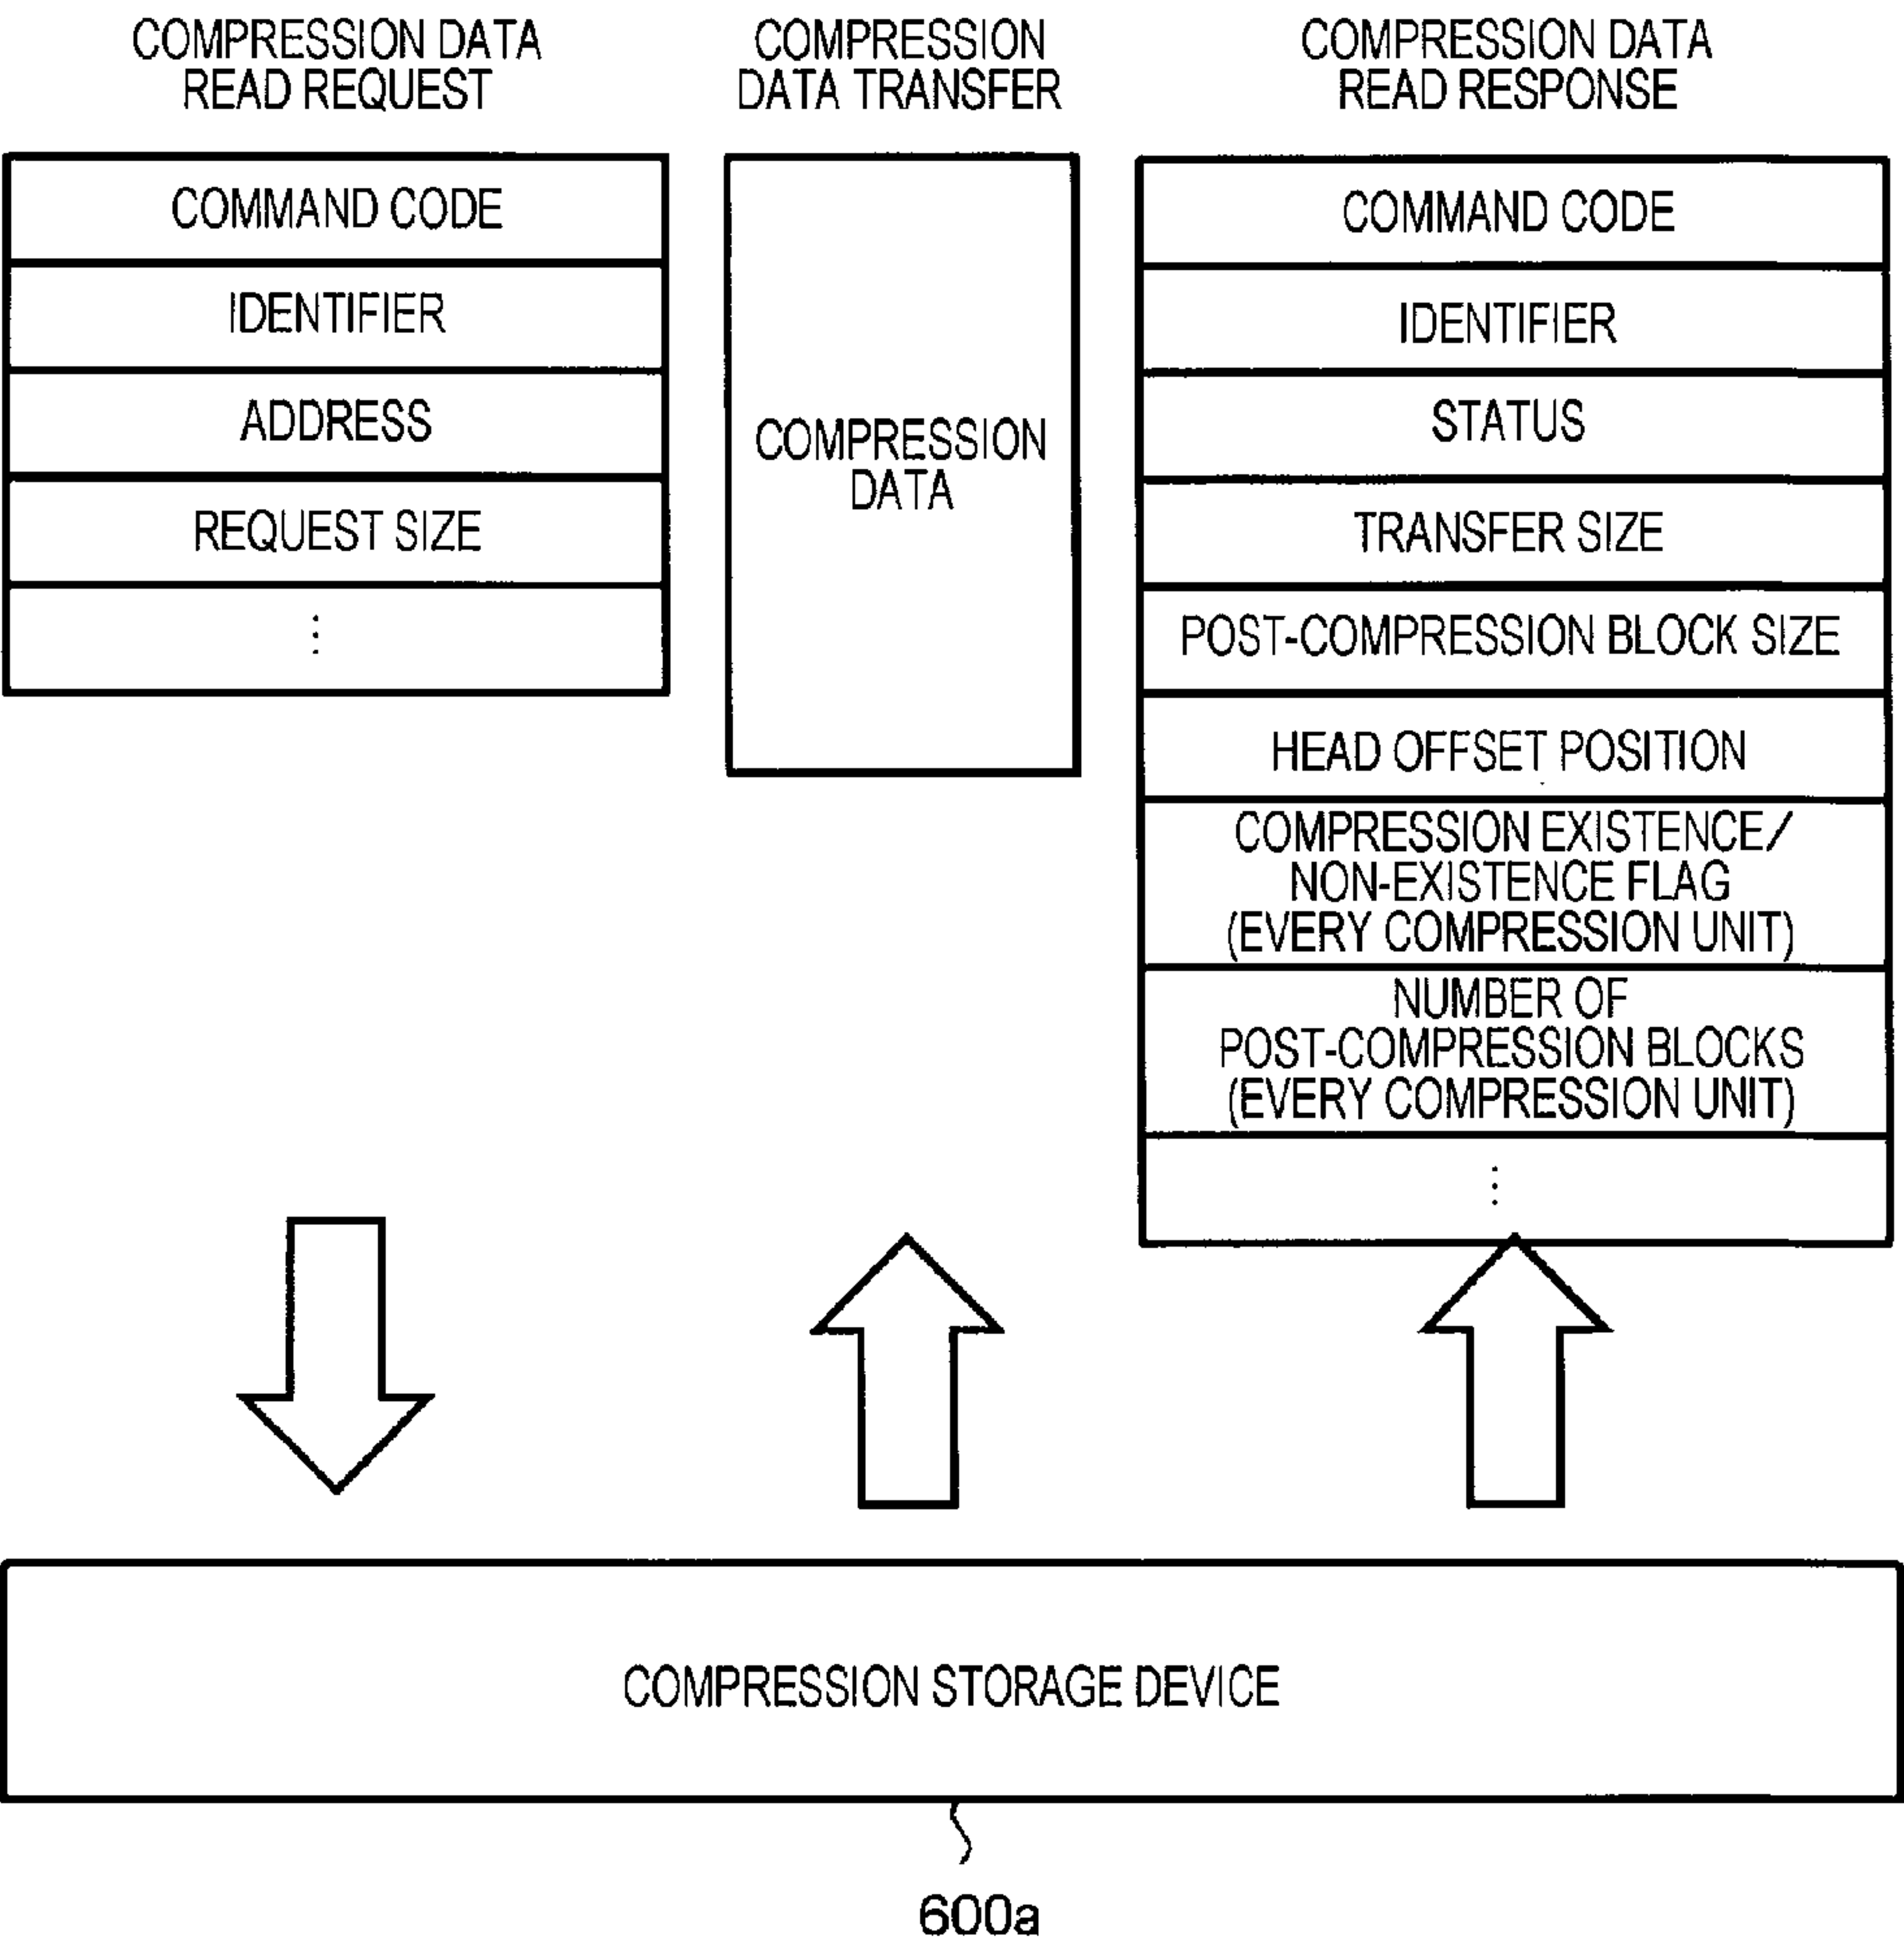 COMPRESSION DATA
READ REQUEST
COMMAND CODE
IDENTIFIER
ADDRESS
REQUEST SIZE
⋮
COMPRESSION
DATA TRANSFER
COMPRESSION
DATA
COMPRESSION DATA
READ RESPONSE
COMMAND CODE
IDENTIFIER
STATUS
TRANSFER SIZE
POST-COMPRESSION BLOCK SIZE
HEAD OFFSET POSITION
COMPRESSION EXISTENCE/
NON-EXISTENCE FLAG
(EVERY COMPRESSION UNIT)
NUMBER OF
POST-COMPRESSION BLOCKS
(EVERY COMPRESSION UNIT)
⋮
COMPRESSION STORAGE DEVICE
600a